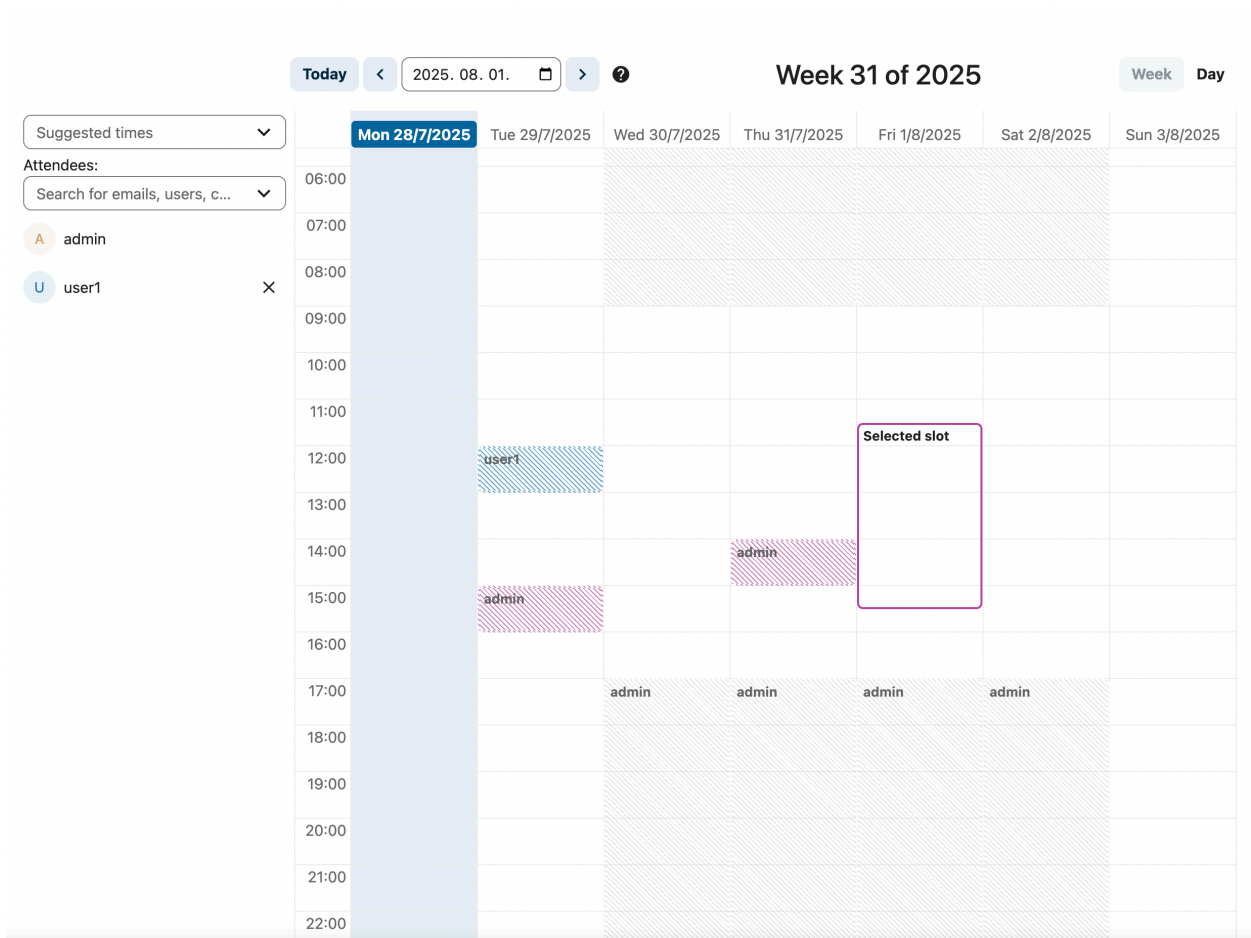 Today
2025. 08. 01.
Week 31 of 2025
Week
Day
Suggested times
Attendees:
Search for emails, users, c...
A
admin
U
user1
Mon 28/7/2025 Tue 29/7/2025 Wed 30/7/2025 Thu 31/7/2025 Fri 1/8/2025 Sat 2/8/2025 Sun 3/8/2025
06:00
07:00
08:00
09:00
10:00
11:00
Selected slot
12:00 user1
13:00
14:00 admin
15:00 admin
16:00
17:00 admin admin admin admin
18:00
19:00
20:00
21:00
22:00